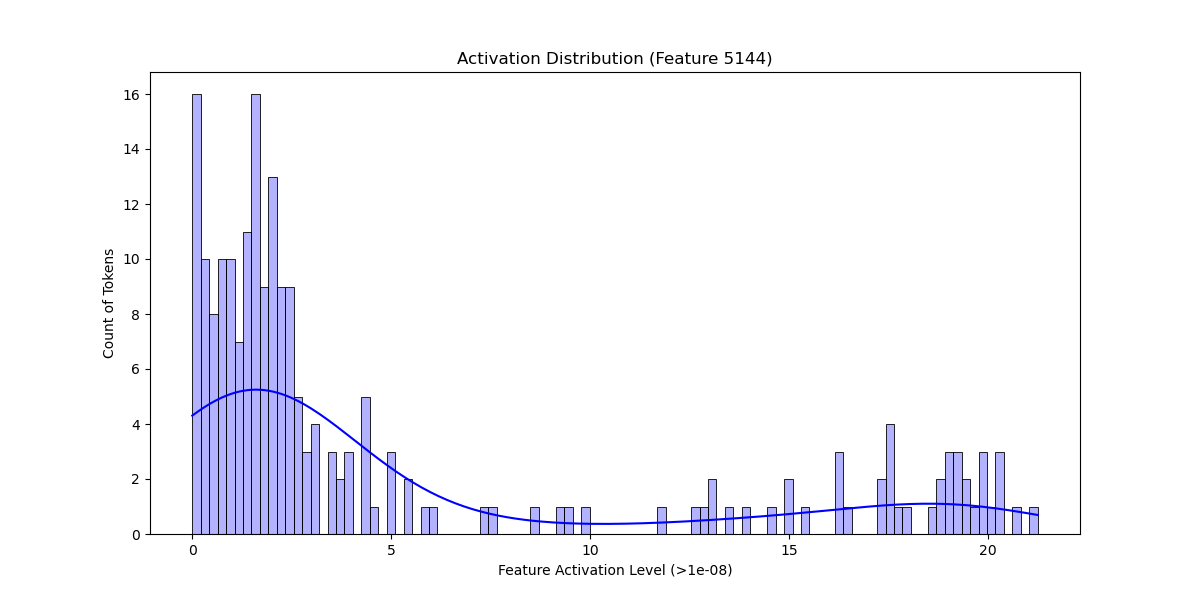 Activation Distribution (Feature 5144)
Count of Tokens
16
14
12
10
8
6
4
2
0
0 5 10 15 20
Feature Activation Level (>1e-08)